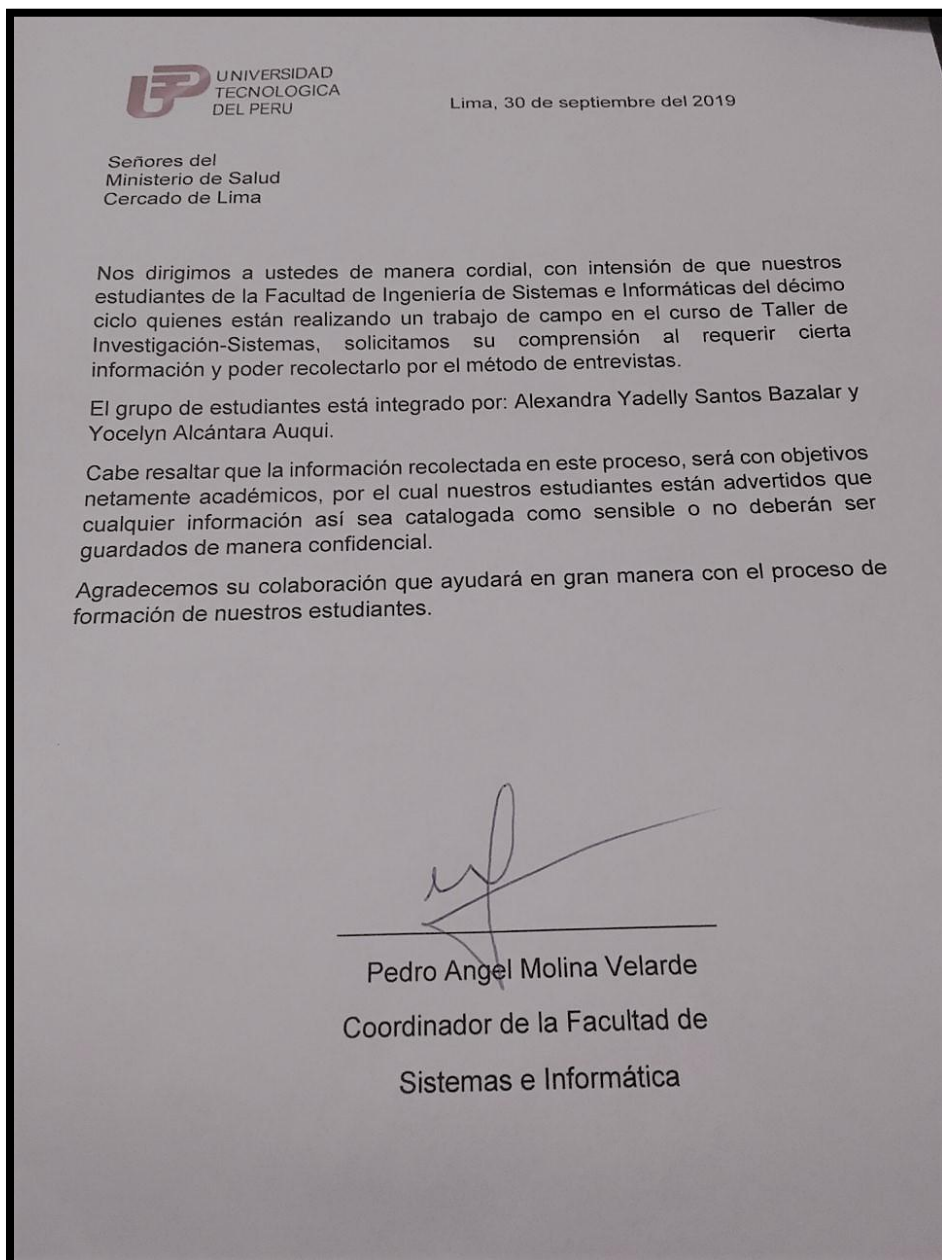 UTP
UNIVERSIDAD
TECNOLOGICA
DEL PERU
Lima, 30 de septiembre del 2019
Señores del
Ministerio de Salud
Cercado de Lima
Nos dirigimos a ustedes de manera cordial, con intensión de que nuestros
estudiantes de la Facultad de Ingeniería de Sistemas e Informáticas del décimo
ciclo quienes están realizando un trabajo de campo en el curso de Taller de
Investigación-Sistemas, solicitamos su comprensión al requerir cierta
información y poder recolectarlo por el método de entrevistas.
El grupo de estudiantes está integrado por: Alexandra Yadelly Santos Bazalar y
Yocelyn Alcántara Auqui.
Cabe resaltar que la información recolectada en este proceso, será con objetivos
netamente académicos, por el cual nuestros estudiantes están advertidos que
cualquier información así sea catalogada como sensible o no deberán ser
guardados de manera confidencial.
Agradecemos su colaboración que ayudará en gran manera con el proceso de
formación de nuestros estudiantes.
Pedro Angel Molina Velarde
Coordinador de la Facultad de
Sistemas e Informática